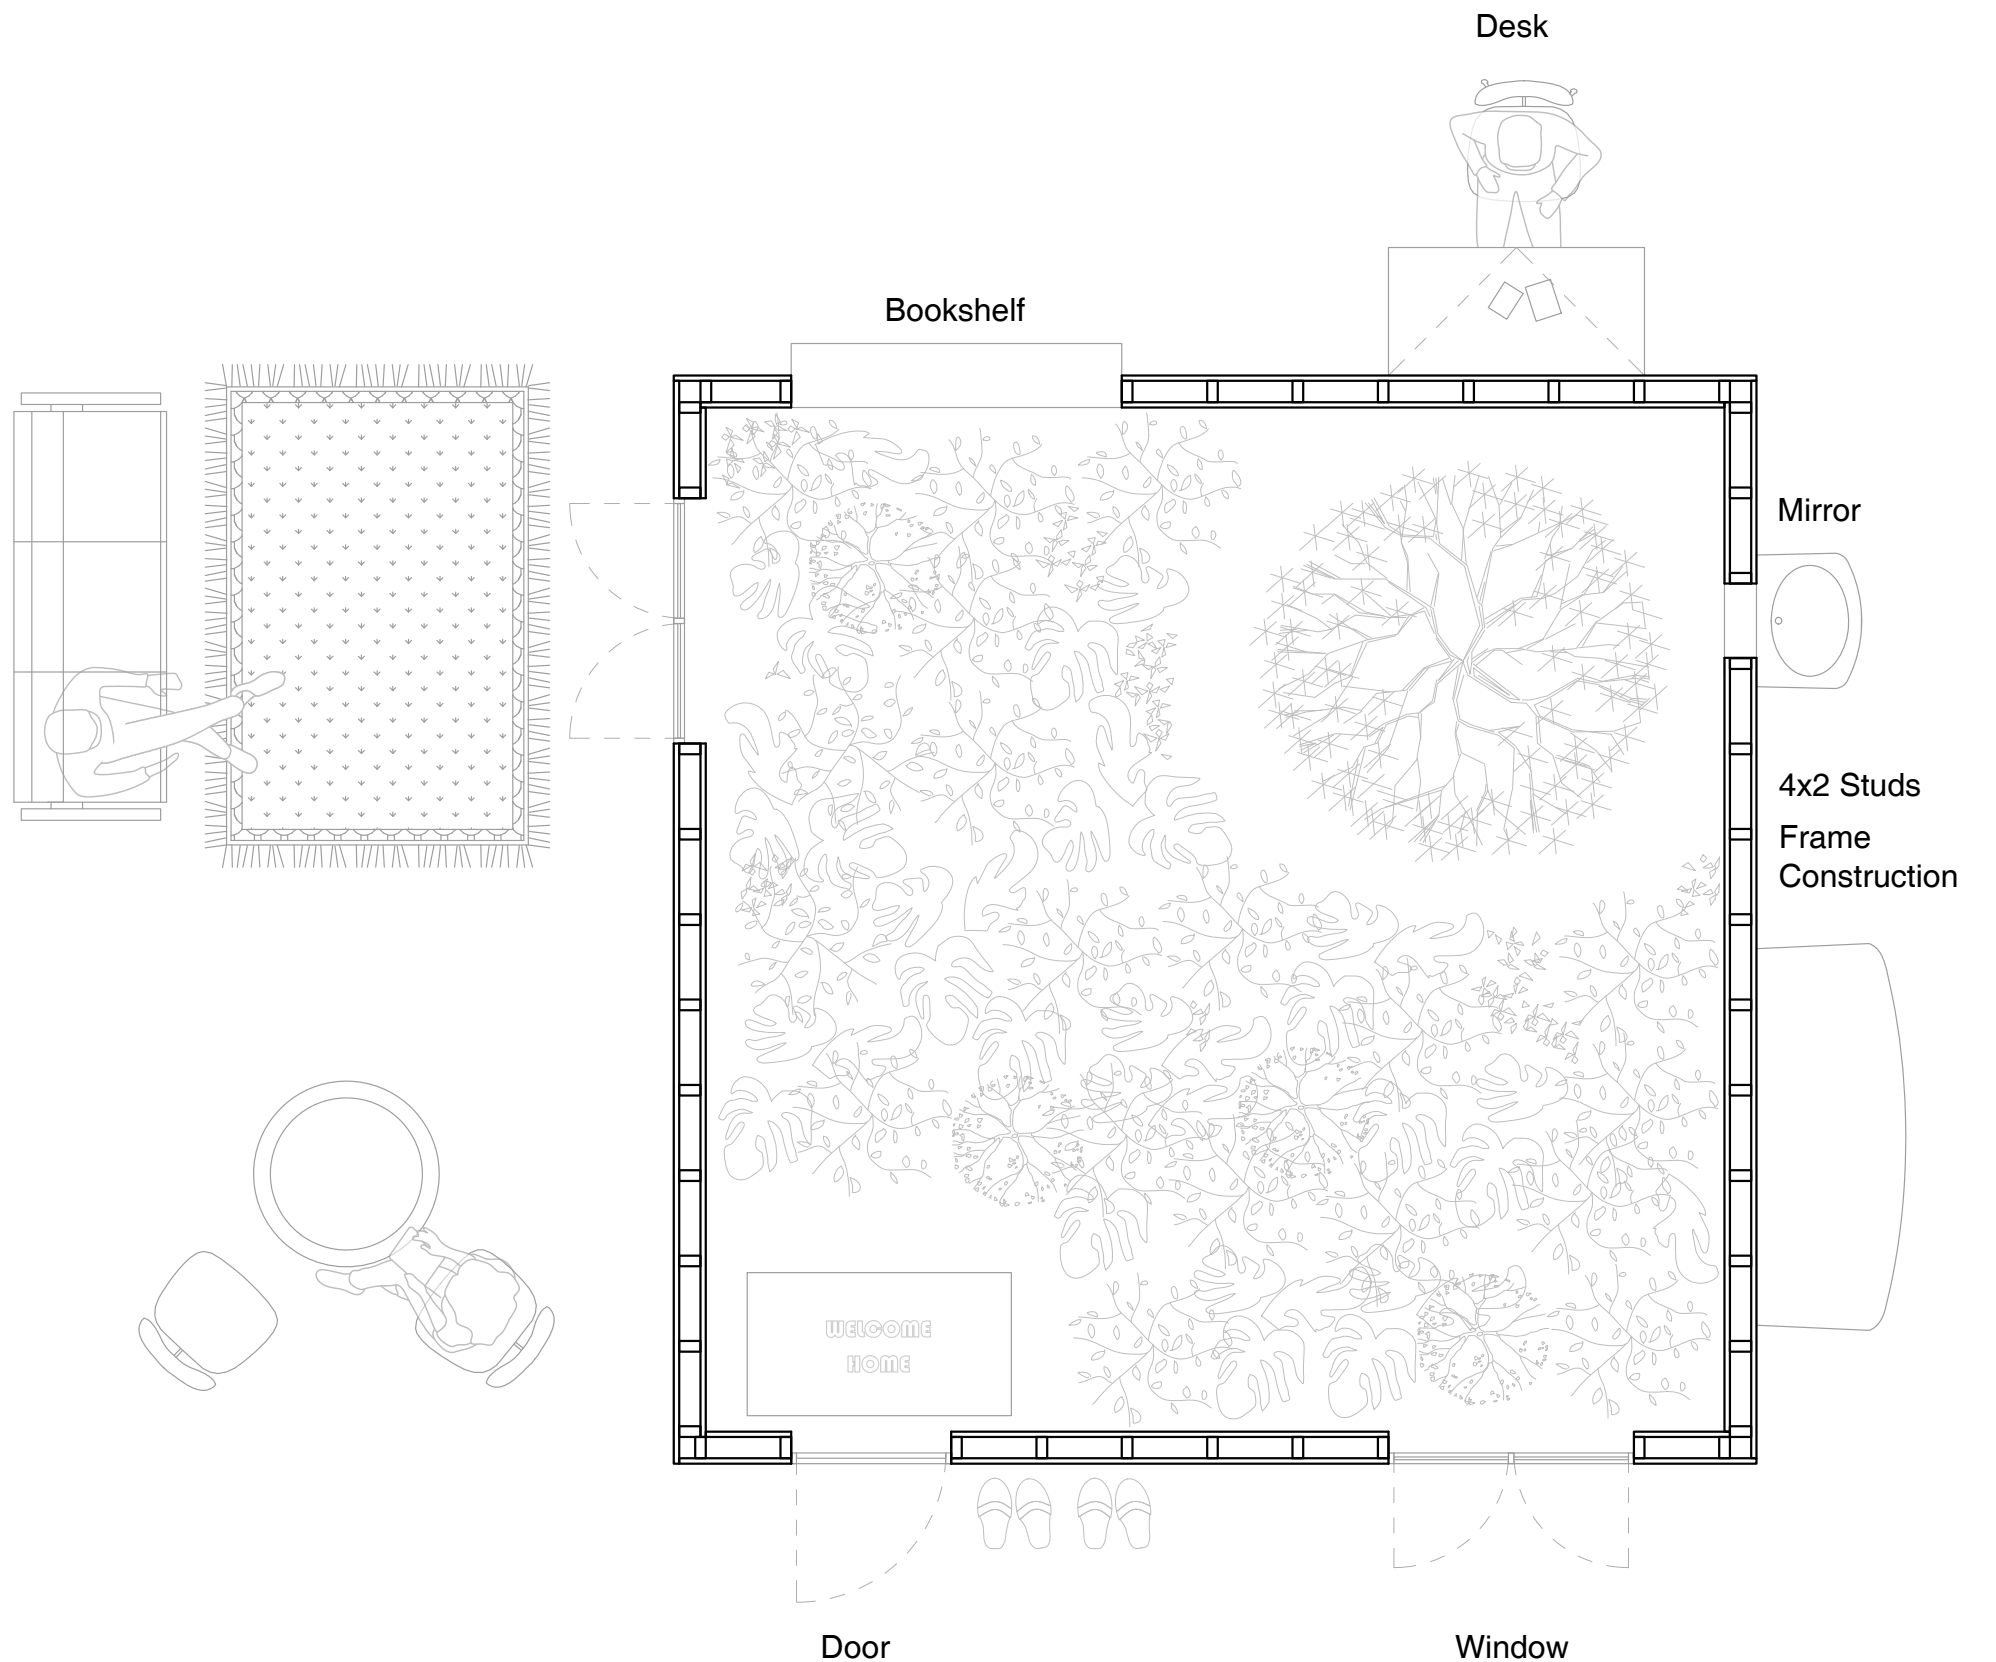 Desk
Bookshelf
Mirror
4x2 Studs
Frame
Construction
WELCOME
HOME
Door
Window